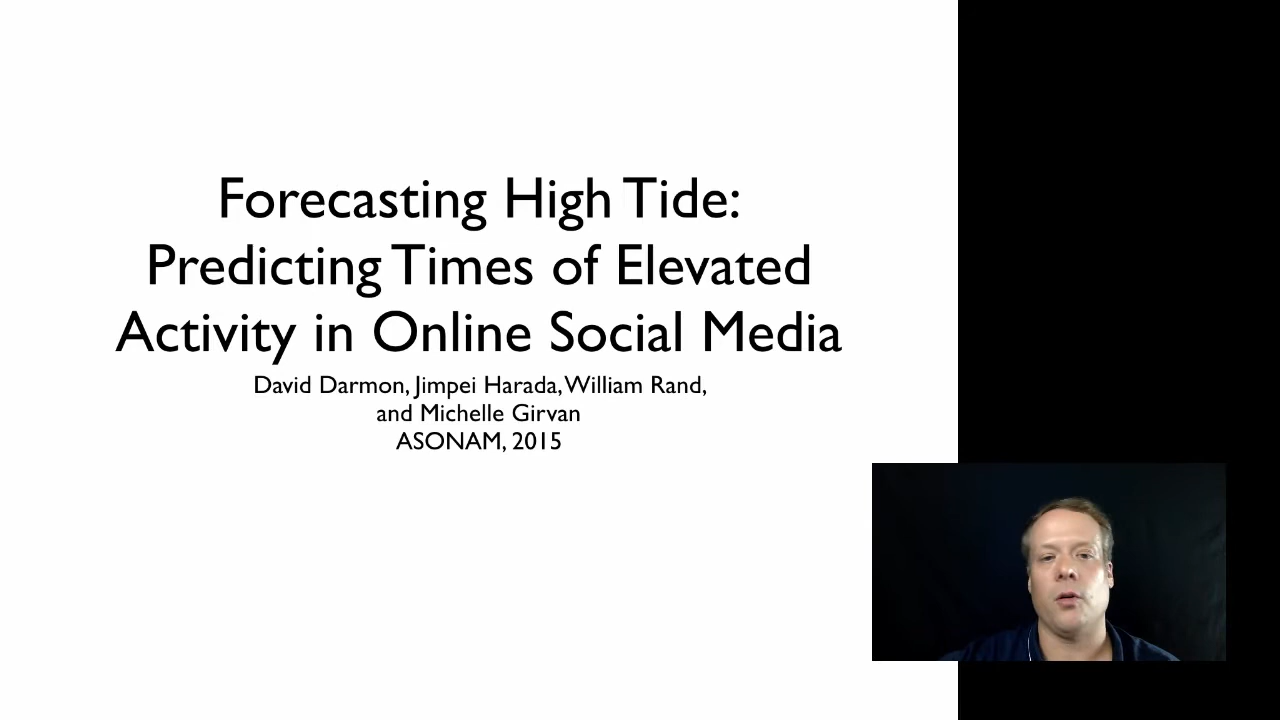 Forecasting High Tide:
Predicting Times of Elevated
Activity in Online Social Media
David Darmon, Jimpei Harada, William Rand,
and Michelle Girvan
ASONAM, 2015